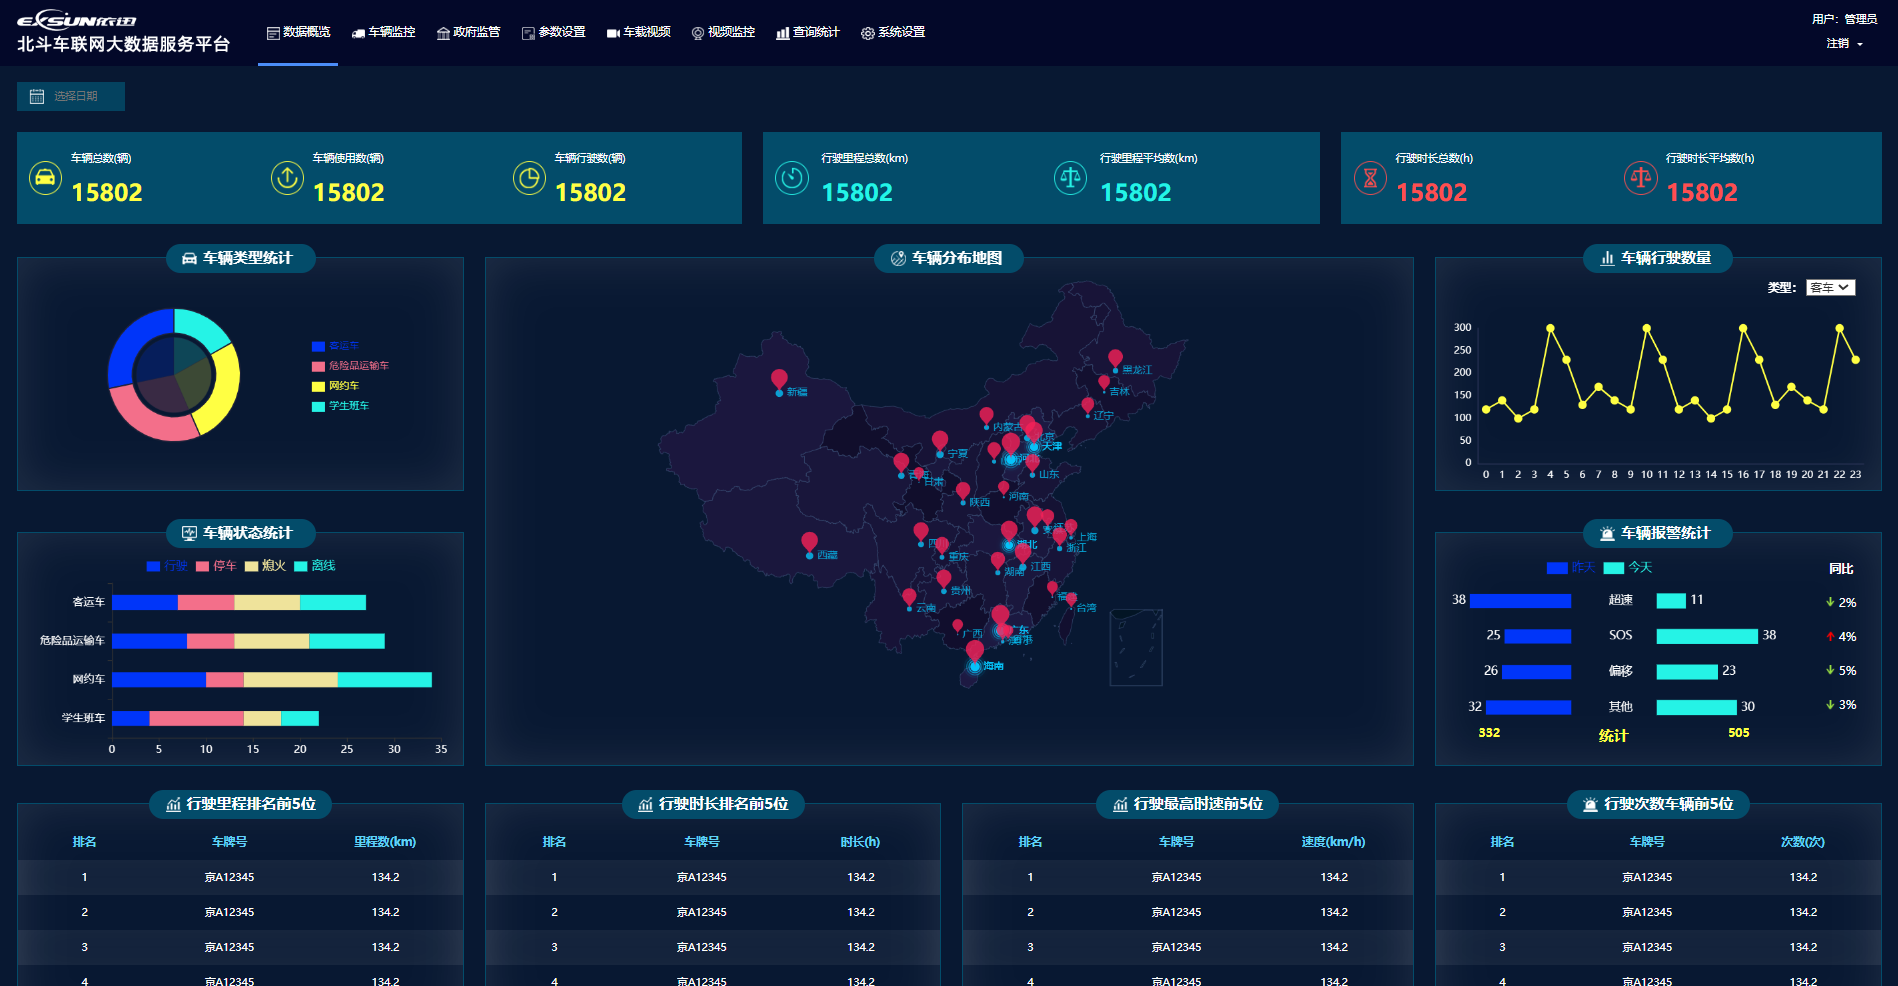 EXSUN依迅
北斗车联网大数据服务平台
数据概览 车辆监控 政府监管 参数设置 车载视频 视频监控 查询统计 系统设置
用户：管理员
注销
选择日期
车辆总数(辆) 车辆使用数(辆) 车辆行驶数(辆)
15802 15802 15802
行驶里程总数(km) 行驶里程平均数(km)
15802 15802
行驶时长总数(h) 行驶时长平均数(h)
15802 15802
车辆类型统计
客运车
危险品运输车
网约车
学生班车
车辆状态统计
行驶 停车 熄火 离线
客运车
危险品运输车
网约车
学生班车
0 5 10 15 20 25 30 35
车辆分布地图
黑龙江
吉林
辽宁
新疆
内蒙古
北京
天津
宁夏
河北
山东
青海
甘肃
陕西
河南
上海
浙江
湖北
西藏
重庆
江西
湖南
贵州
云南
台湾
广西
广东
海南
车辆行驶数量
类型： 客车
300
250
200
150
100
50
0
0 1 2 3 4 5 6 7 8 9 10 11 12 13 14 15 16 17 18 19 20 21 22 23
车辆报警统计
昨天 今天 同比
38 超速 11 2%
25 SOS 38 4%
26 偏移 23 5%
32 其他 30 3%
332 统计 505
行驶里程排名前5位
排名 车牌号 里程数(km)
1 京A12345 134.2
2 京A12345 134.2
3 京A12345 134.2
4 京A12345 134.2
行驶时长排名前5位
排名 车牌号 时长(h)
1 京A12345 134.2
2 京A12345 134.2
3 京A12345 134.2
4 京A12345 134.2
行驶最高时速前5位
排名 车牌号 速度(km/h)
1 京A12345 134.2
2 京A12345 134.2
3 京A12345 134.2
4 京A12345 134.2
行驶次数车辆前5位
排名 车牌号 次数(次)
1 京A12345 134.2
2 京A12345 134.2
3 京A12345 134.2
4 京A12345 134.2